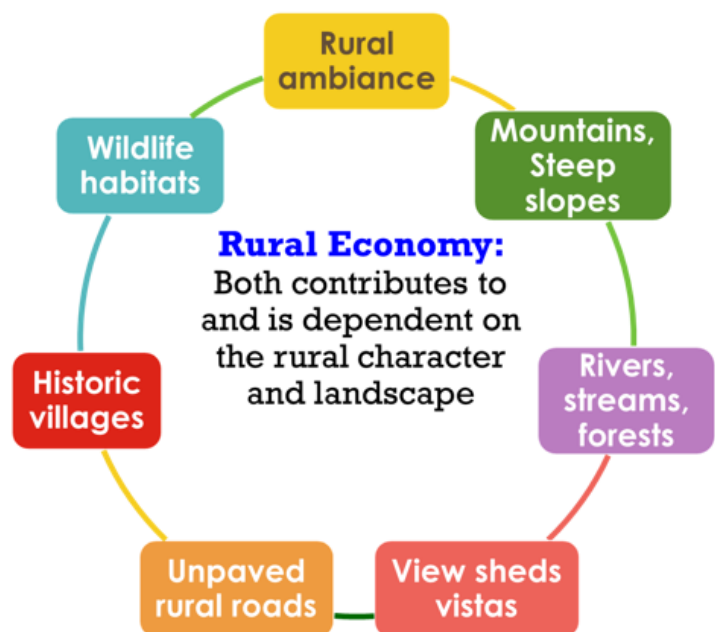 Rural
ambiance
Mountains,
Steep
slopes
Rivers,
streams,
forests
View sheds
vistas
Unpaved
rural roads
Historic
villages
Wildlife
habitats
Rural Economy:
Both contributes to
and is dependent on
the rural character
and landscape